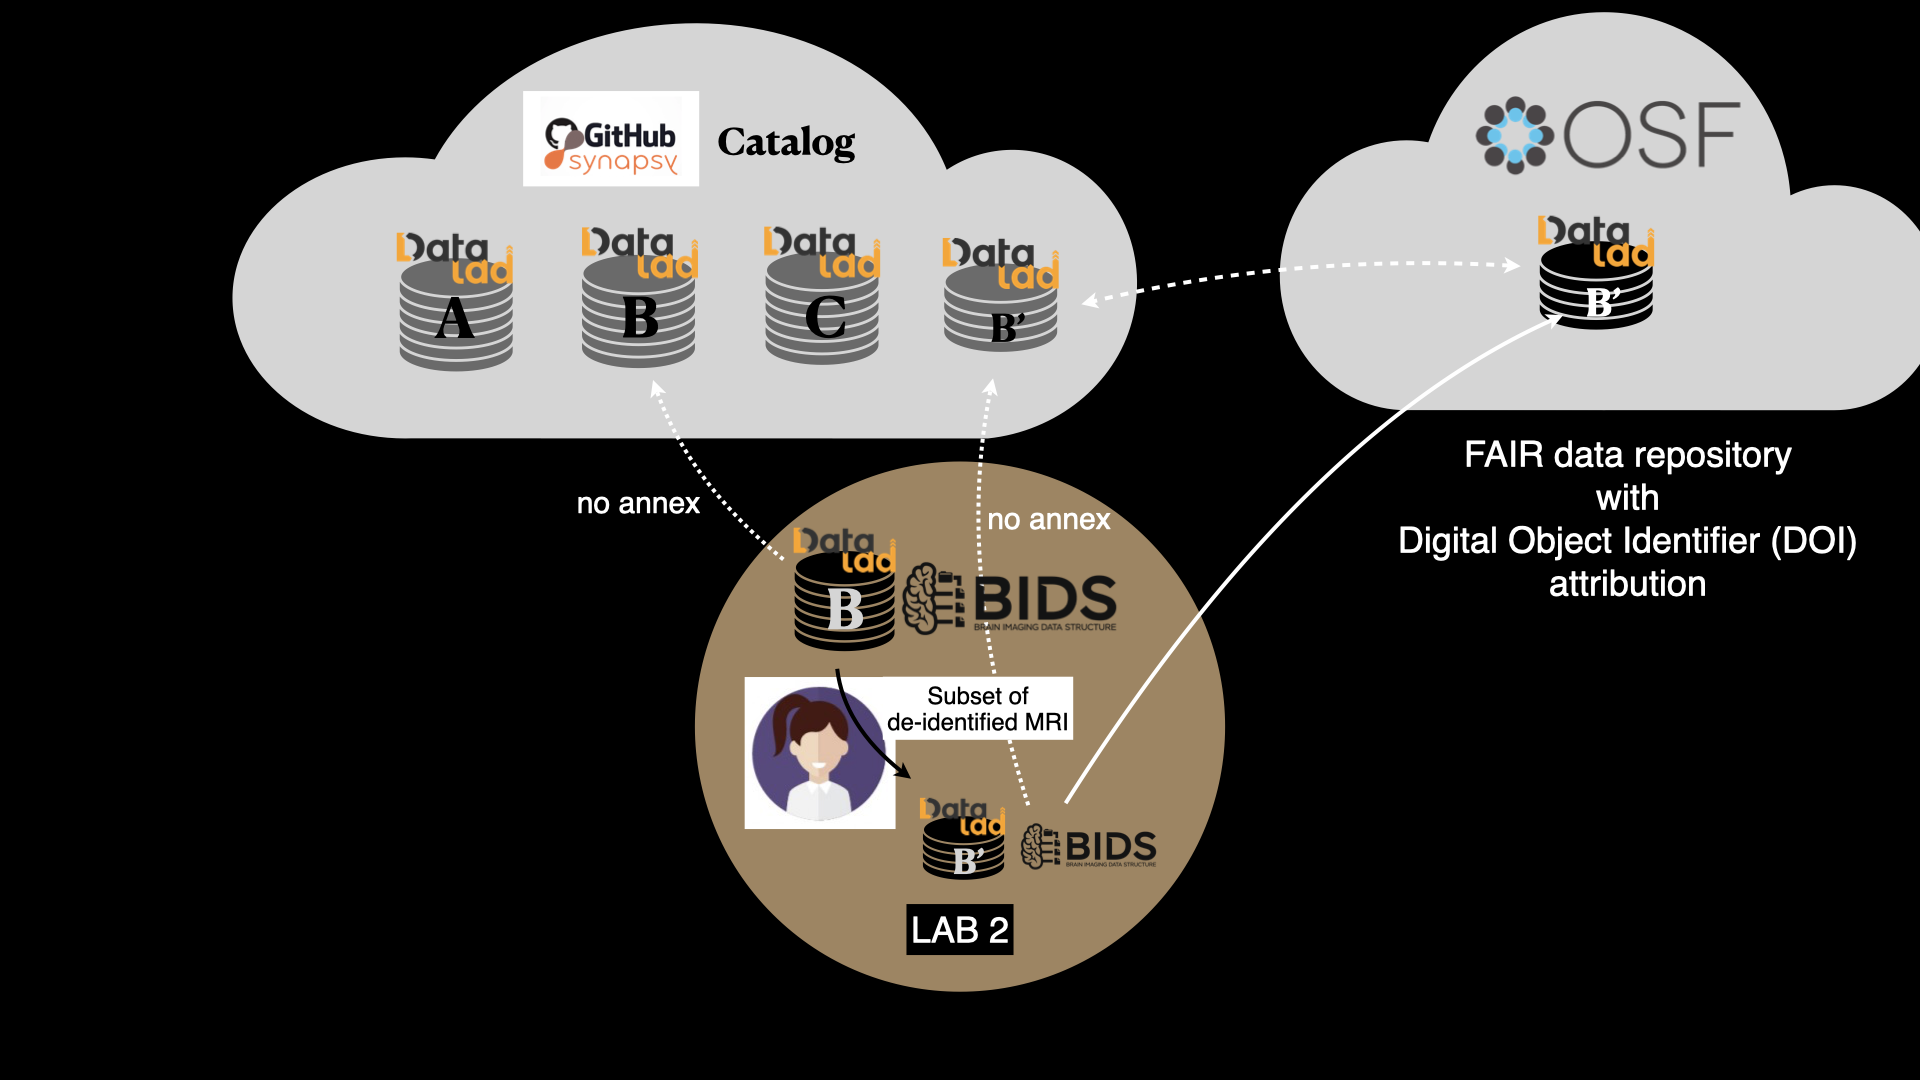 GitHub
synapsy
Catalog
OSF
Data
lad
A
Data
lad
B
Data
lad
C
Data
lad
B’
Data
lad
B’
FAIR data repository
with
Digital Object Identifier (DOI)
attribution
no annex
no annex
Data
lad
B
BIDS
BRAIN IMAGING DATA STRUCTURE
Subset of
de-identified MRI
Data
lad
B’
BIDS
BRAIN IMAGING DATA STRUCTURE
LAB 2